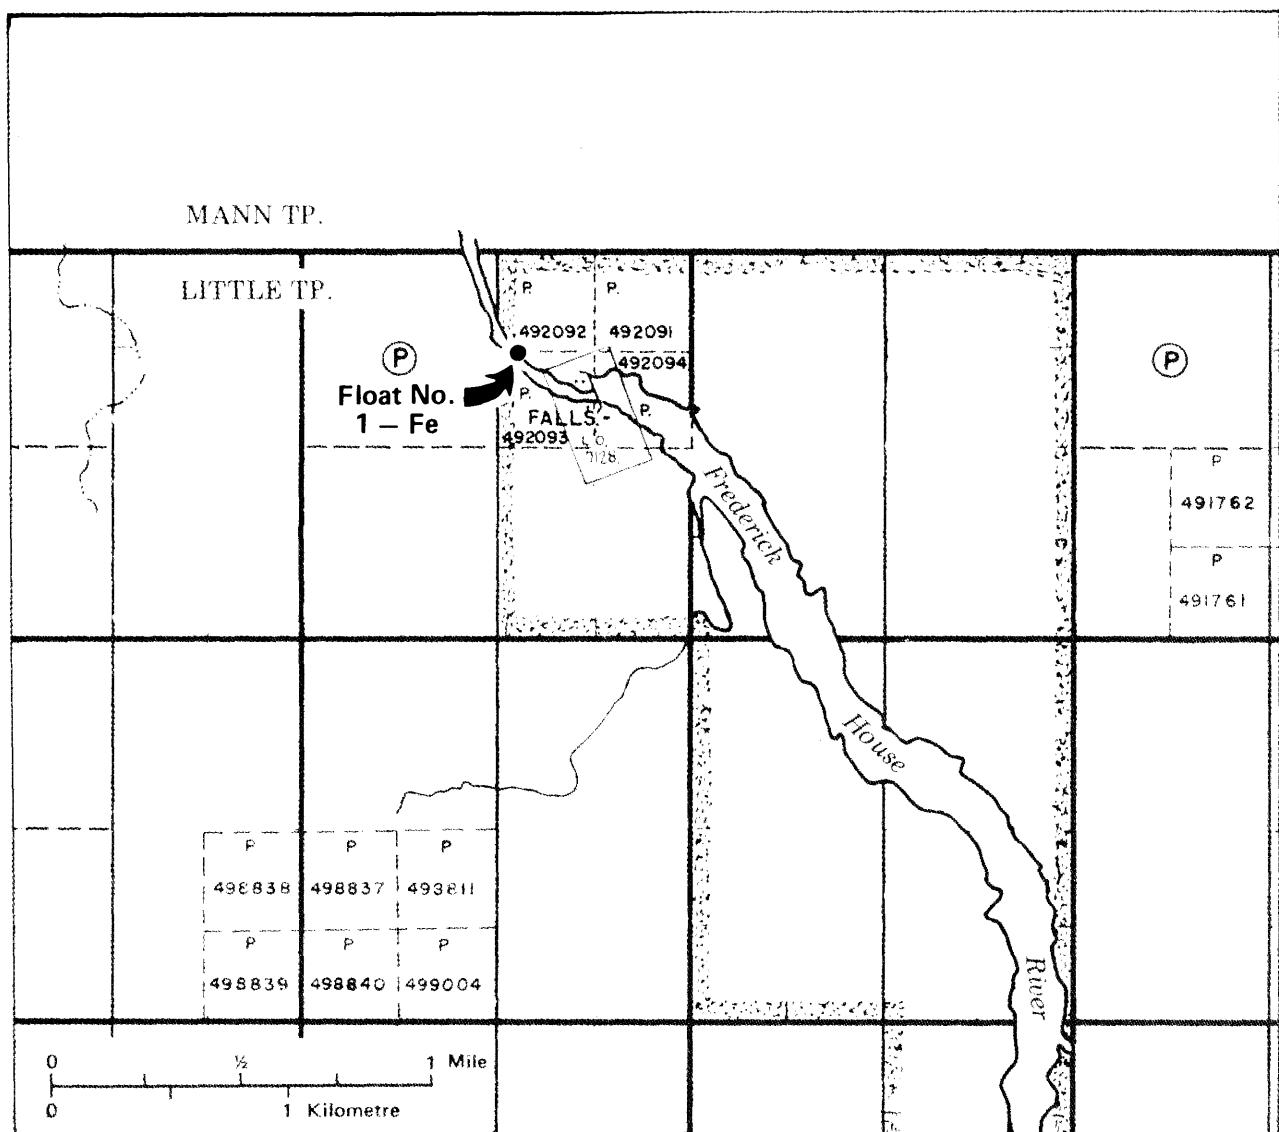 MANN TP.
LITTLE TP.
P.
P.
492092
492091
P
P
492094
Float No.
1 – Fe
P.
P.
FALLS
492093
L.O.
7128
Frederick
P
491762
P
491761
House
P
P
P
498838
498837
493811
P
P
P
498839
498840
499004
River
0
½
1 Mile
0
1 Kilometre